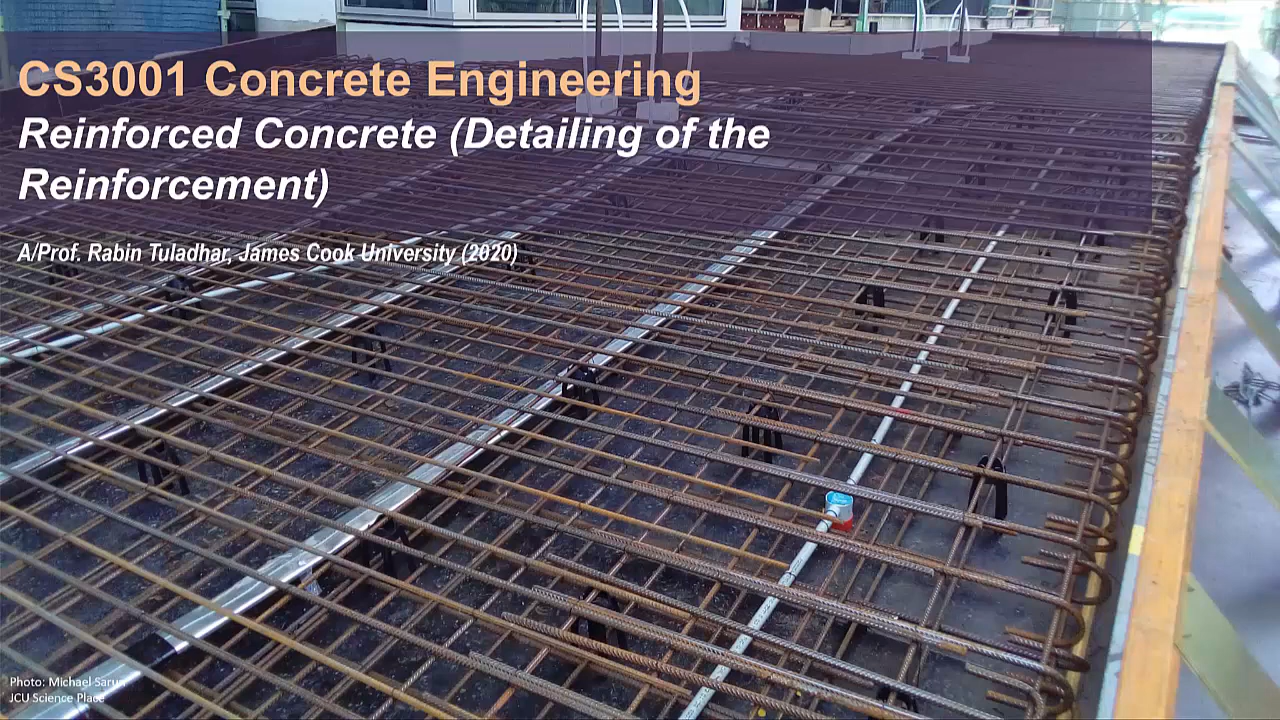 CS3001 Concrete Engineering
Reinforced Concrete (Detailing of the
Reinforcement)
A/Prof. Rabin Tuladhar, James Cook University (2020)
Photo: Michael Sarun
JCU Science Place